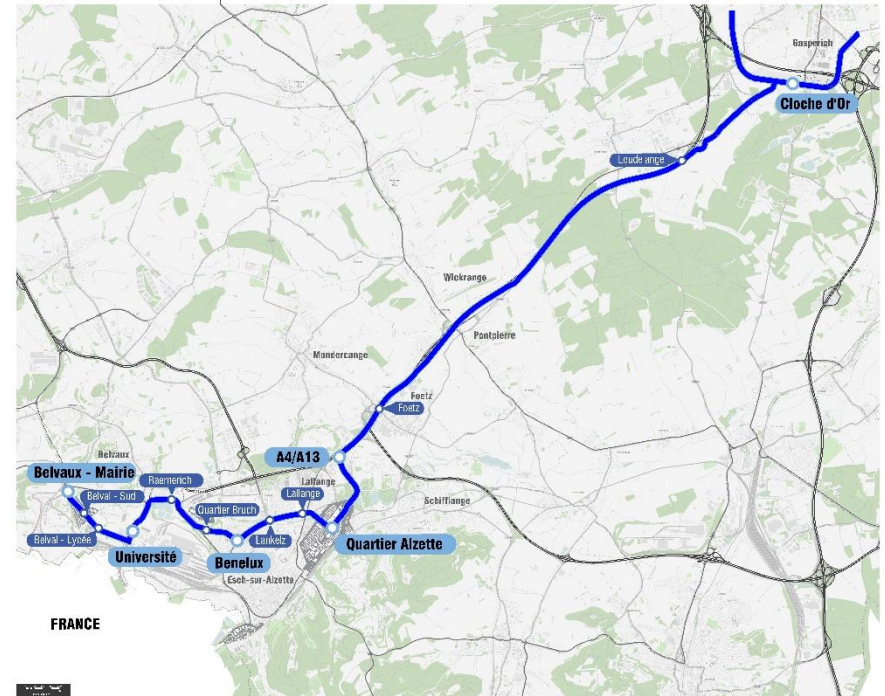 Gasperich
Cloche d'Or
Leudelange
Wickrange
Pontpierre
Mondercange
Foetz
Foetz
A4/A13
Belvaux
Belvaux - Mairie
Raemerich
Lallange
Lallange
Schifflange
Belval - Sud
Quartier Bruch
Belval - Lycée
Université
Benelux
Lankelz
Quartier Alzette
Esch-sur-Alzette
FRANCE